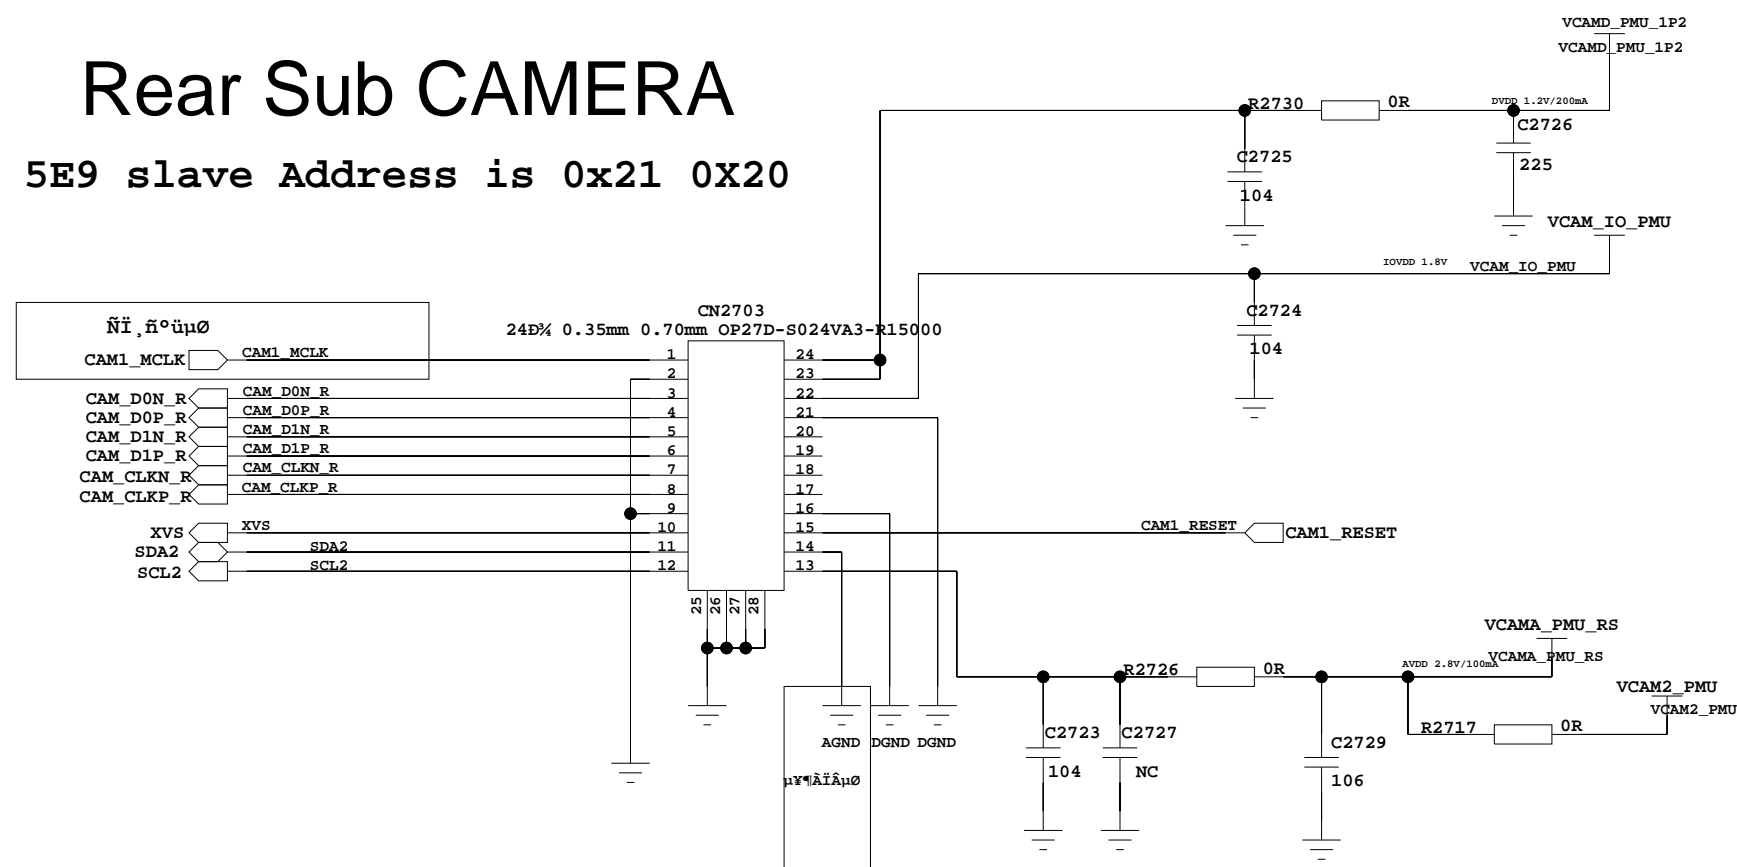 VCAMD_PMU_1P2
VCAMD_PMU_1P2
Rear Sub CAMERA
R2730
0R
DVDD 1.2V/200mA
C2726
225
C2725
104
5E9 slave Address is 0x21 0X20
VCAM_IO_PMU
IOVDD 1.8V
VCAM_IO_PMU
C2724
104
CN2703
24Ð¾ 0.35mm 0.70mm OP27D-S024VA3-R15000
ÑÏ¸ñºüµØ
CAM1_MCLK
CAM1_MCLK
1
24
2
23
CAM_D0N_R
CAM_D0N_R
3
22
CAM_D0P_R
CAM_D0P_R
4
21
CAM_D1N_R
CAM_D1N_R
5
20
CAM_D1P_R
CAM_D1P_R
6
19
CAM_CLKN_R
CAM_CLKN_R
7
18
CAM_CLKP_R
CAM_CLKP_R
8
17
9
16
XVS
XVS
10
15
CAM1_RESET
CAM1_RESET
SDA2
SDA2
11
14
SCL2
SCL2
12
13
25
26
27
28
VCAMA_PMU_RS
VCAMA_PMU_RS
R2726
0R
AVDD 2.8V/100mA
VCAM2_PMU
VCAM2_PMU
R2717
0R
C2723
104
C2727
NC
C2729
106
AGND
DGND
DGND
µ¥¶ÀÏÂµØ